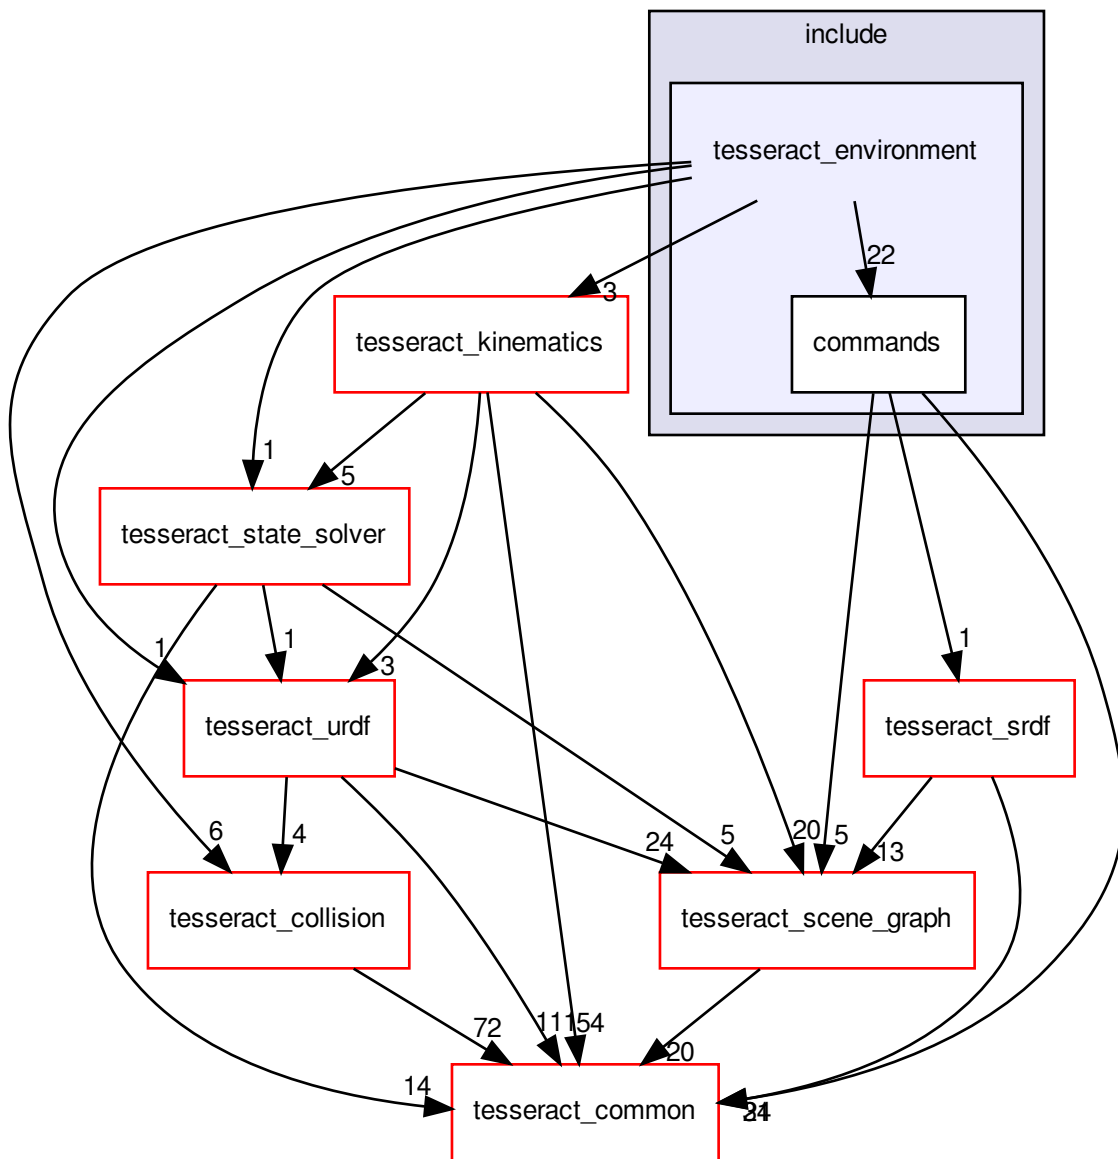 include
tesseract_environment
22
3
tesseract_kinematics
commands
1
5
tesseract_state_solver
1
1
3
1
tesseract_urdf
tesseract_srdf
6
4
24
5
20
5
13
tesseract_collision
tesseract_scene_graph
72
20
14
tesseract_common